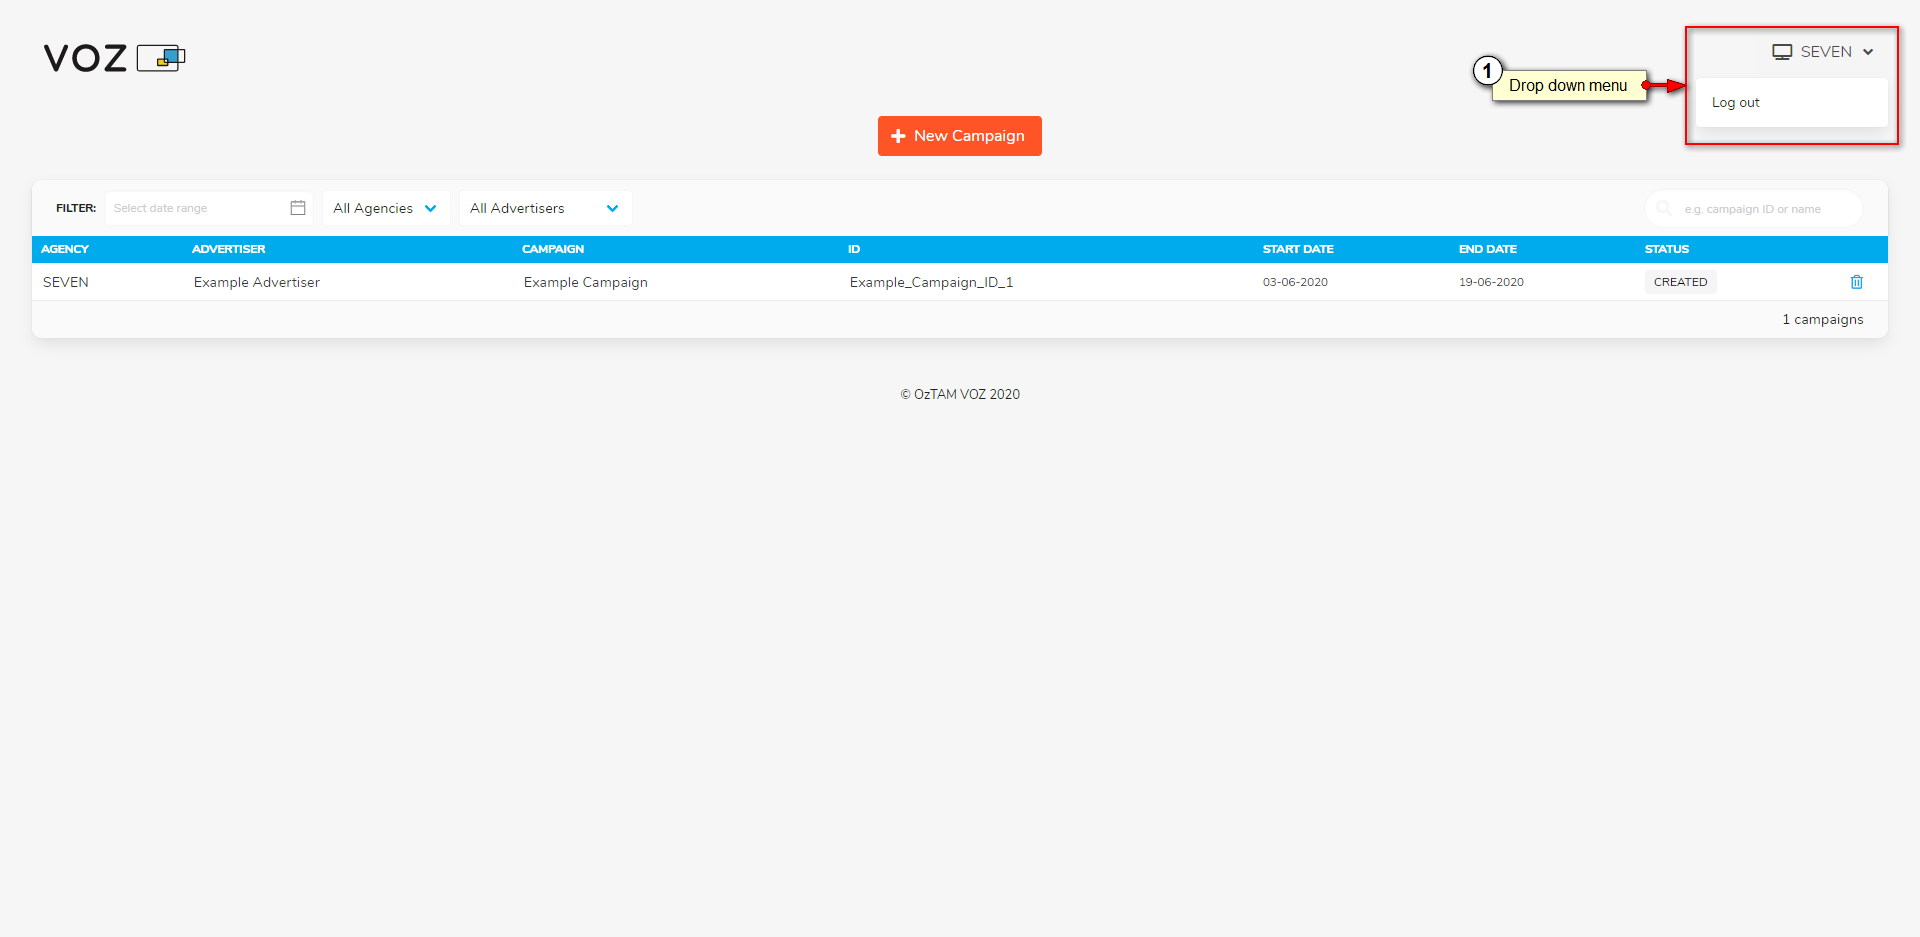 VOZ
SEVEN
1
Drop down menu
Log out
New Campaign
FILTER: Select date range All Agencies All Advertisers e.g. campaign ID or name
AGENCY ADVERTISER CAMPAIGN ID START DATE END DATE STATUS
SEVEN Example Advertiser Example Campaign Example_Campaign_ID_1 03-06-2020 19-06-2020 CREATED
1 campaigns
© OzTAM VOZ 2020